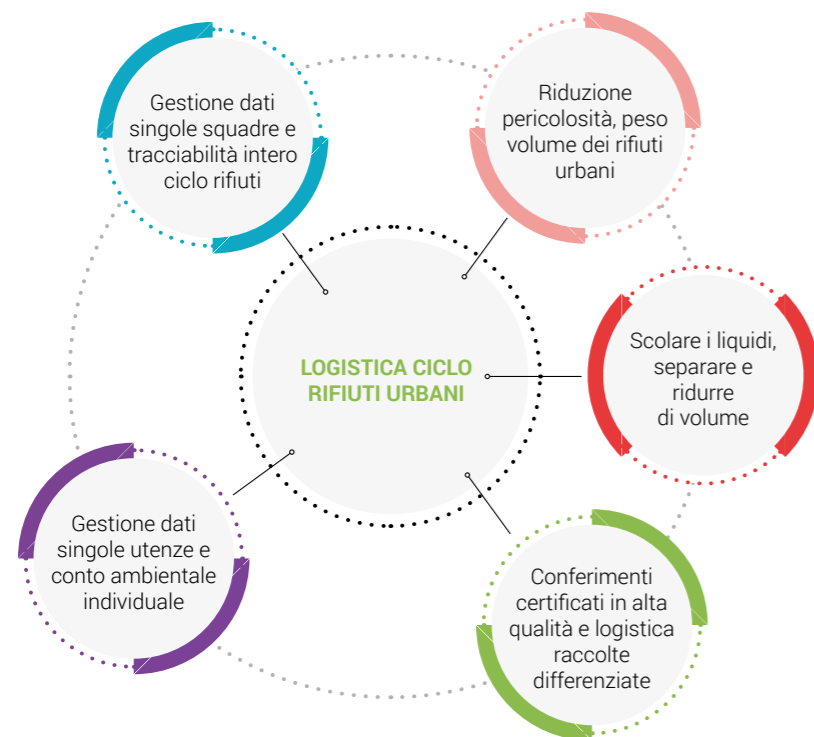 Gestione dati
singole squadre e
tracciabilità intero
ciclo rifiuti
Riduzione
pericolosità, peso
volume dei rifiuti
urbani
LOGISTICA CICLO
RIFIUTI URBANI
Scolare i liquidi,
separare e
ridurre
di volume
Gestione dati
singole utenze e
conto ambientale
individuale
Conferimenti
certificati in alta
qualità e logistica
raccolte
differenziate